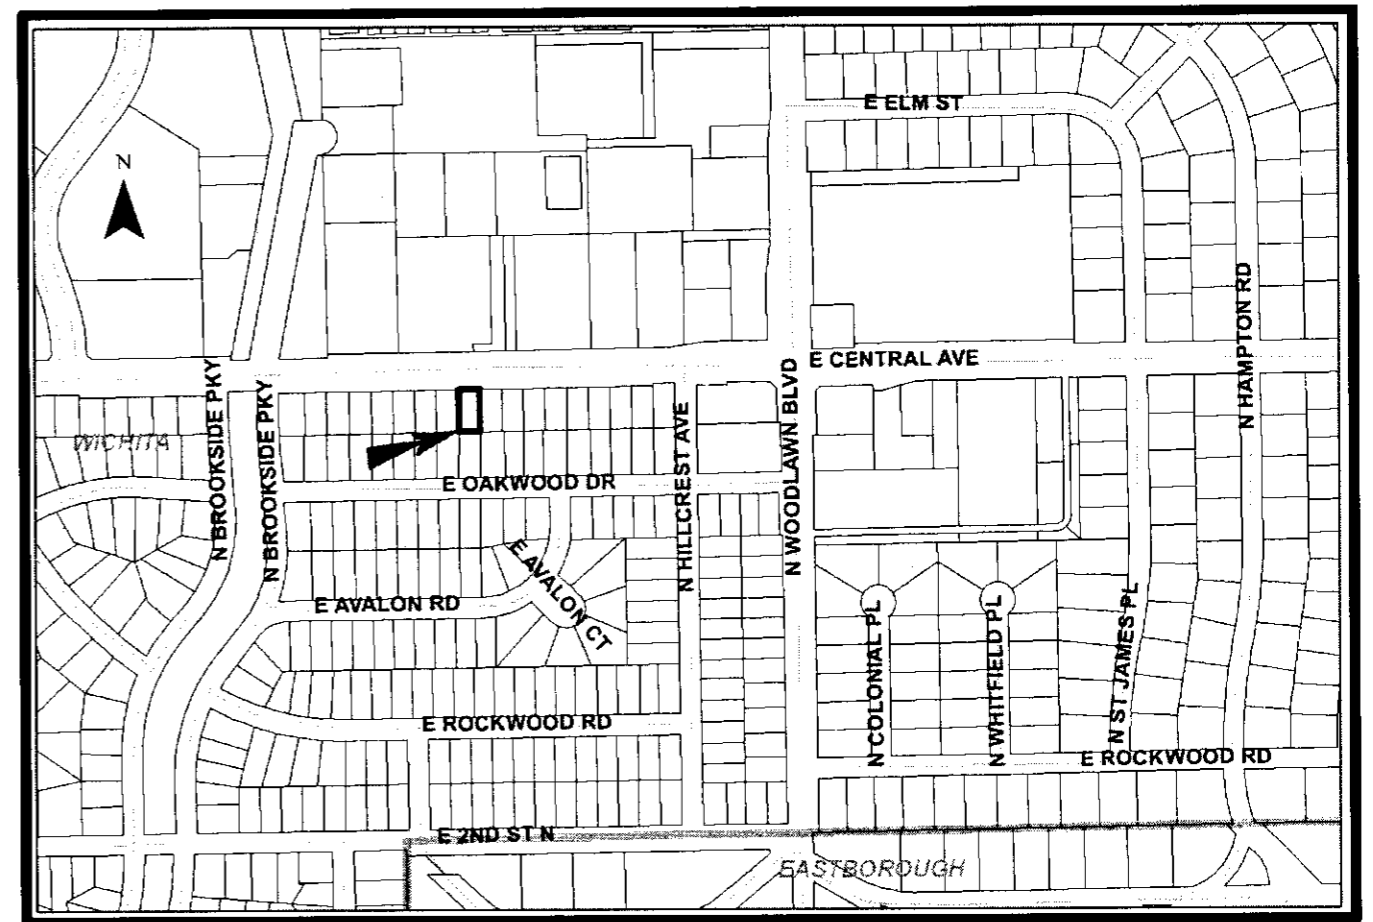 E ELM ST
N
N HAMPTON RD
E CENTRAL AVE
N BROOKSIDE PKY
N BROOKSIDE PKY
N HILLCREST AVE
N WOODLAWN BLVD
WICHITA
E OAKWOOD DR
E AVALON CT
E AVALON RD
N COLONIAL PL
N WHITFIELD PL
N ST JAMES PL
E ROCKWOOD RD
E ROCKWOOD RD
E 2ND ST N
EASTBOROUGH